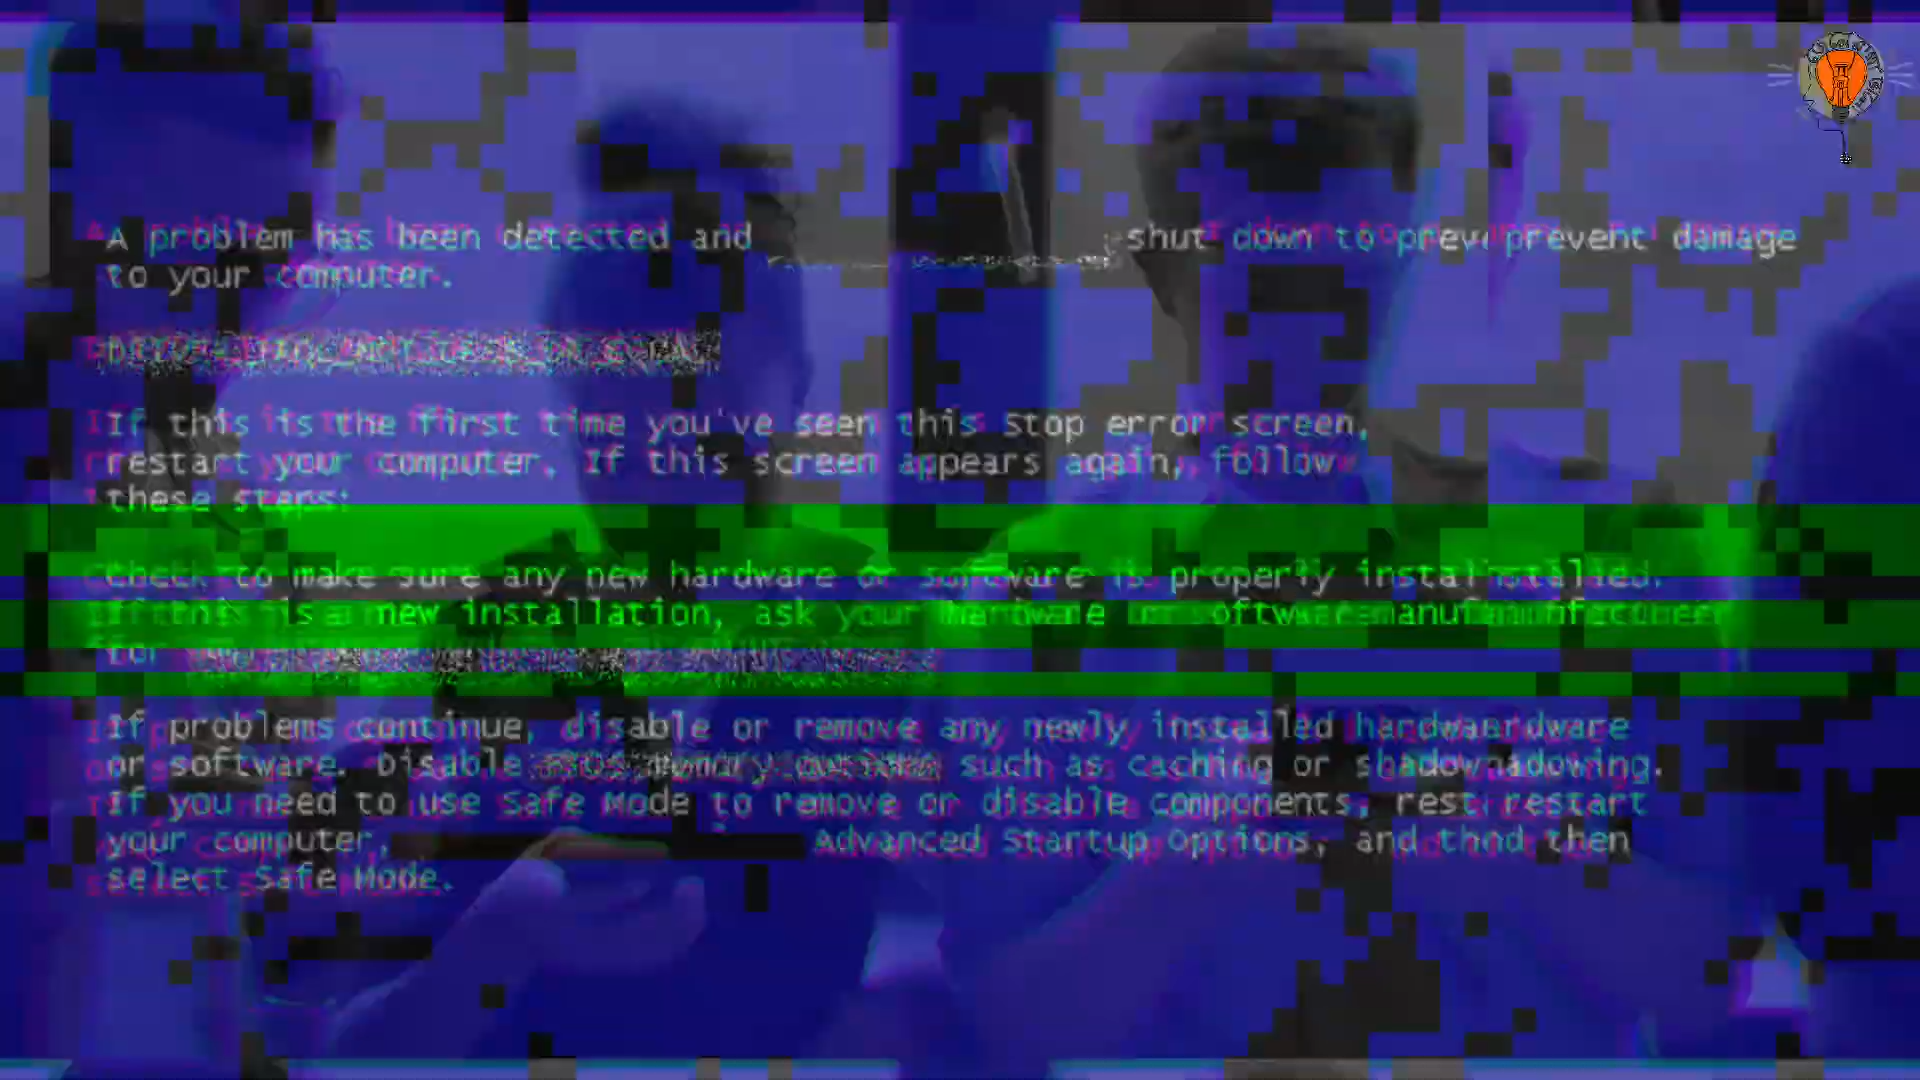 A problem has been detected and shut down to prev prevent damage
to your computer.
If this is the first time you've seen this Stop error screen,
restart your computer. If this screen appears again, follow
these steps:
Check to make sure any new hardware or software is properly
If this is a new installation, ask your hardware or software
for
If problems continue, disable or remove any newly installed
or software. Disable such as caching or
If you need to use Safe Mode to remove or disable components, rest restart
your computer, Advanced Startup Options, and then
select Safe Mode.